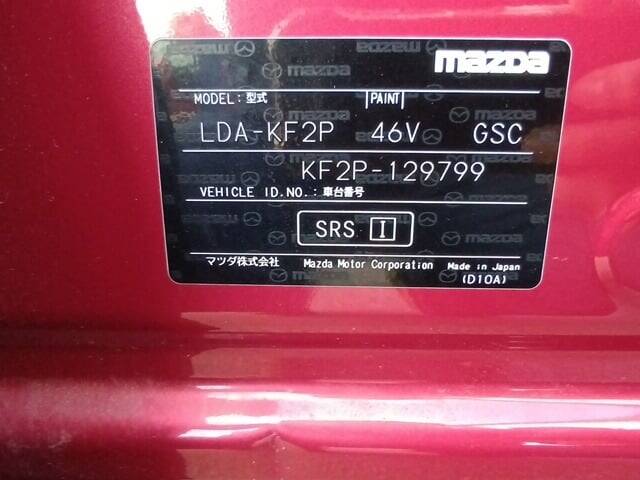 mazda
MODEL: 型式 PAINT
LDA-KF2P 46V GSC
KF2P-129799
VEHICLE ID.NO.: 車台番号
SRS I
マツダ株式会社 Mazda Motor Corporation Made in Japan
(D10A)